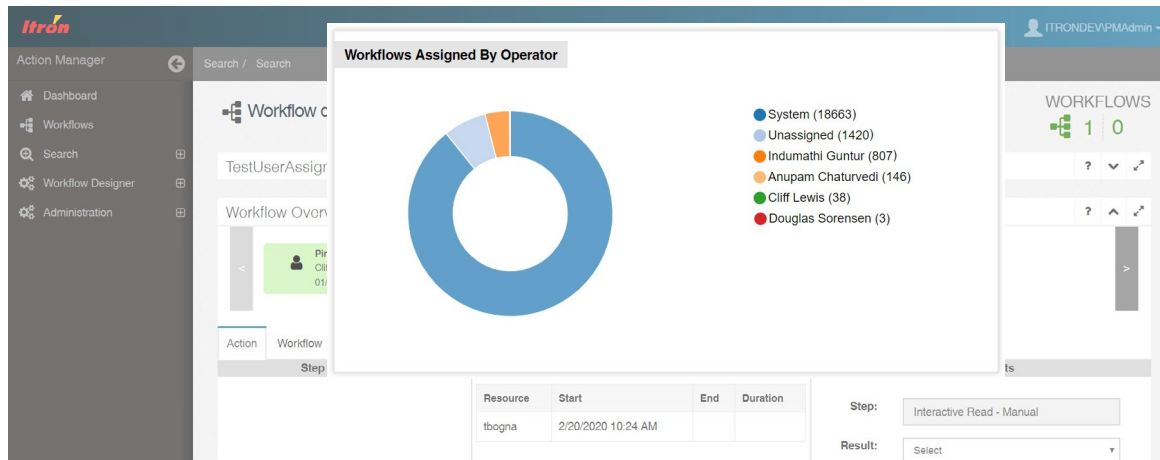 Itrón
ITRONDEV\PMAdmin
Action Manager
Search / Search
Dashboard
Workflows
Search
Workflow Designer
Administration
Workflow
WORKFLOWS
1 0
TestUserAssign
?
Workflow Overv
?
<
>
Pin
01/
Action Workflow
Step
Workflows Assigned By Operator
System (18663)
Unassigned (1420)
Indumathi Guntur (807)
Anupam Chaturvedi (146)
Cliff Lewis (38)
Douglas Sorensen (3)
Resource Start End Duration
tbogna 2/20/2020 10:24 AM
Step: Interactive Read - Manual
Result: Select